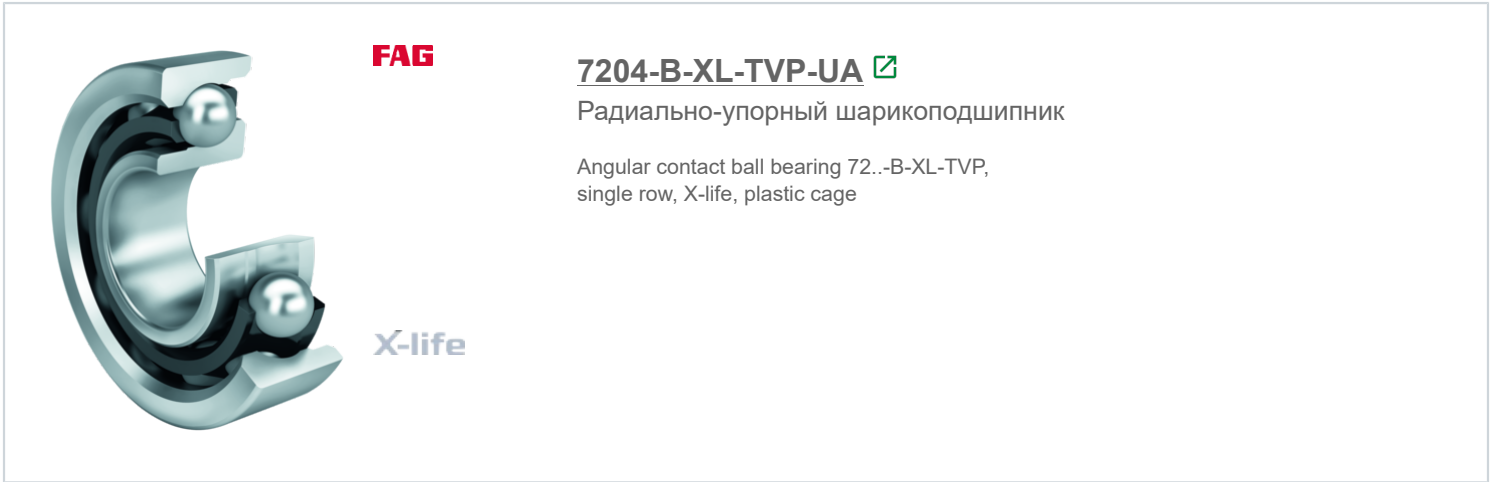 FAG
7204-B-XL-TVP-UA
Радиально-упорный шарикоподшипник
Angular contact ball bearing 72..-B-XL-TVP,
single row, X-life, plastic cage
X-life